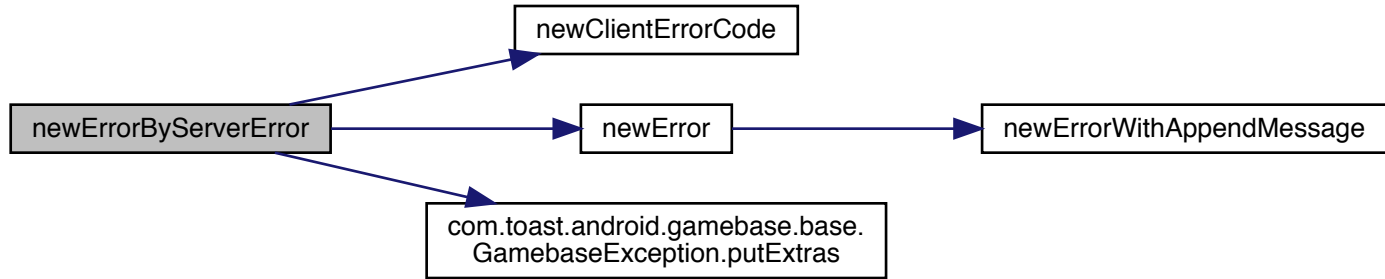 newClientErrorCode
newErrorByServerError
newError
newErrorWithAppendMessage
com.toast.android.gamebase.base.
GamebaseException.putExtras